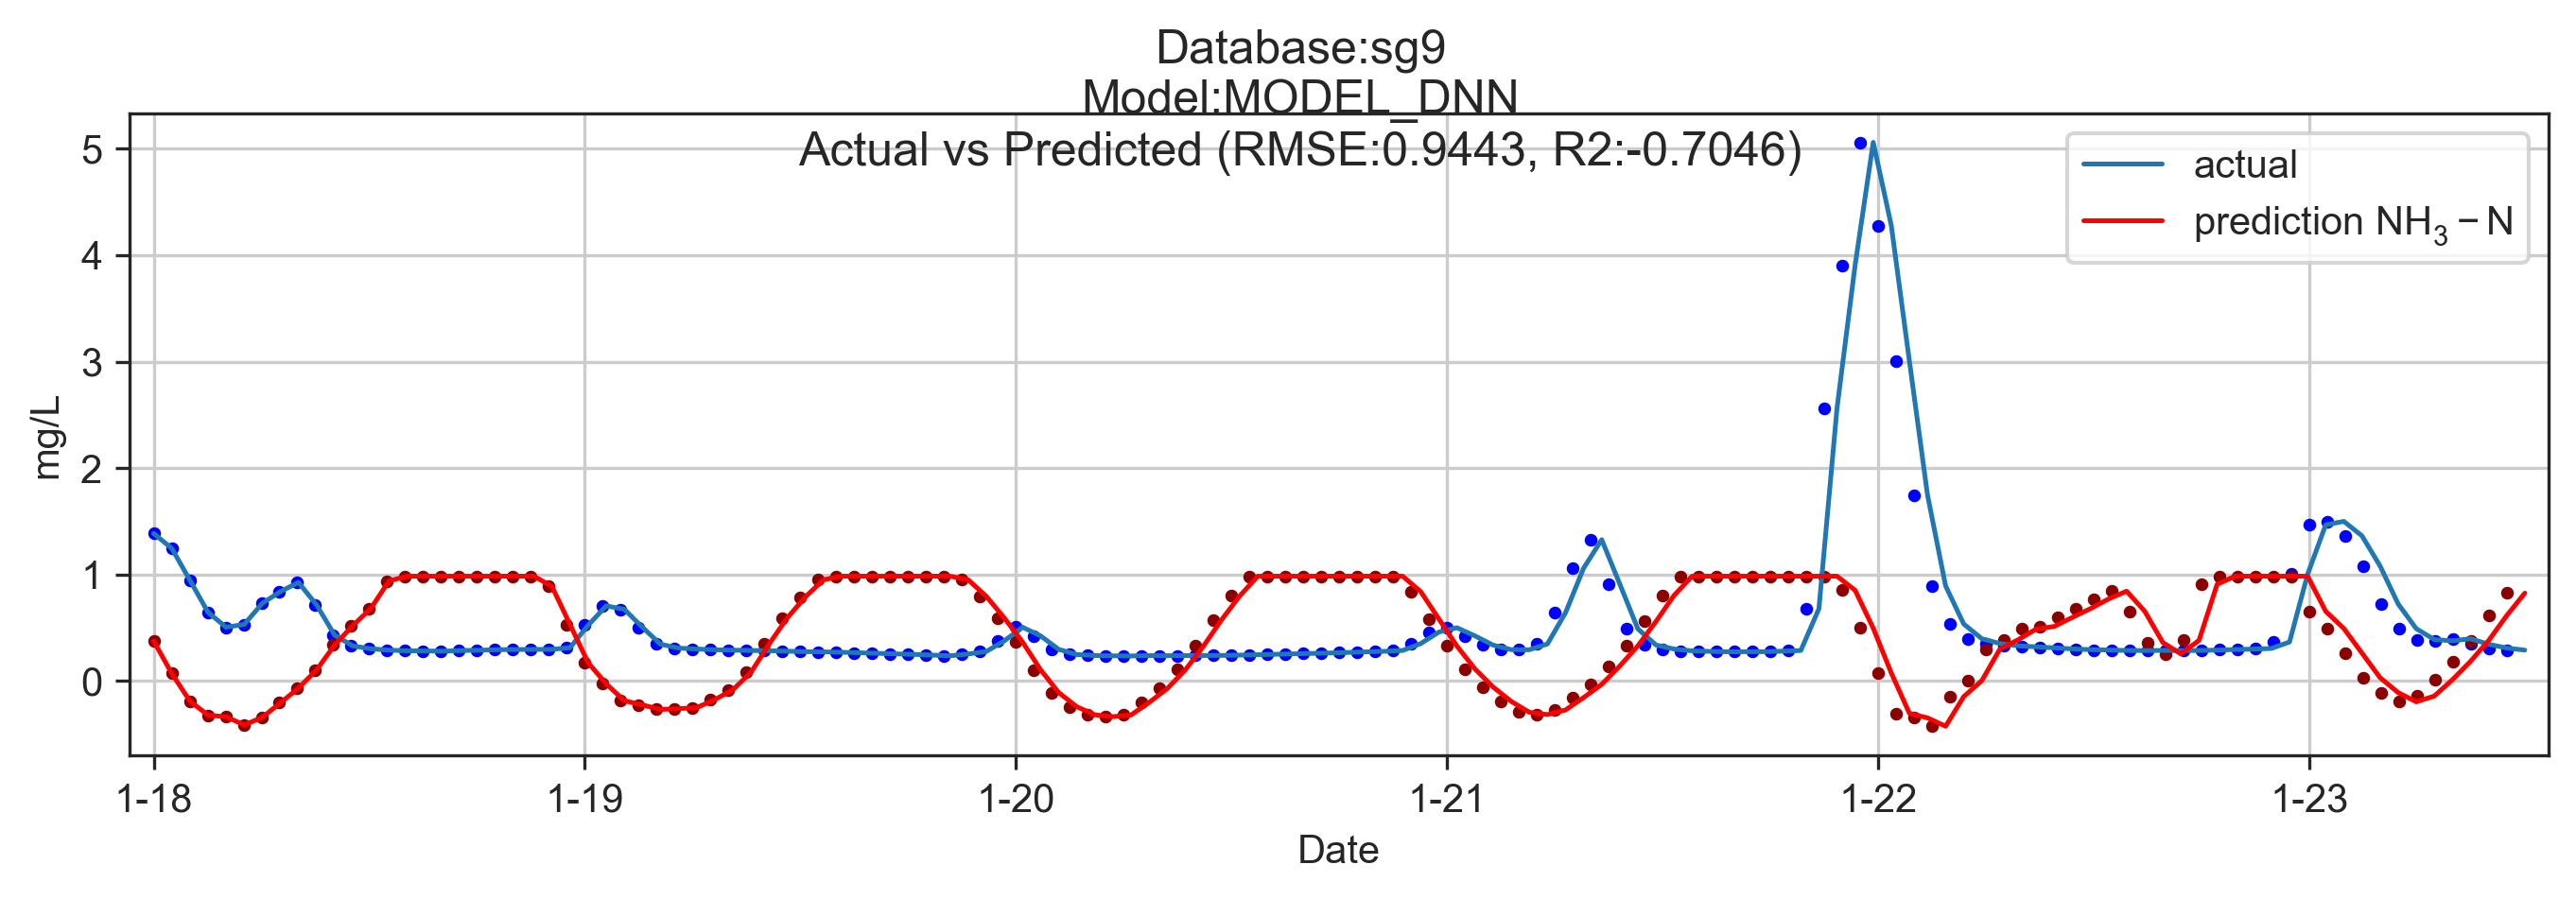 Database:sg9
Model:MODEL_DNN
Actual vs Predicted (RMSE:0.9443, R2:-0.7046)
5
4
3
2
1
0
mg/L
actual
prediction NH₃ − N
1-18
1-19
1-20
1-21
1-22
1-23
Date